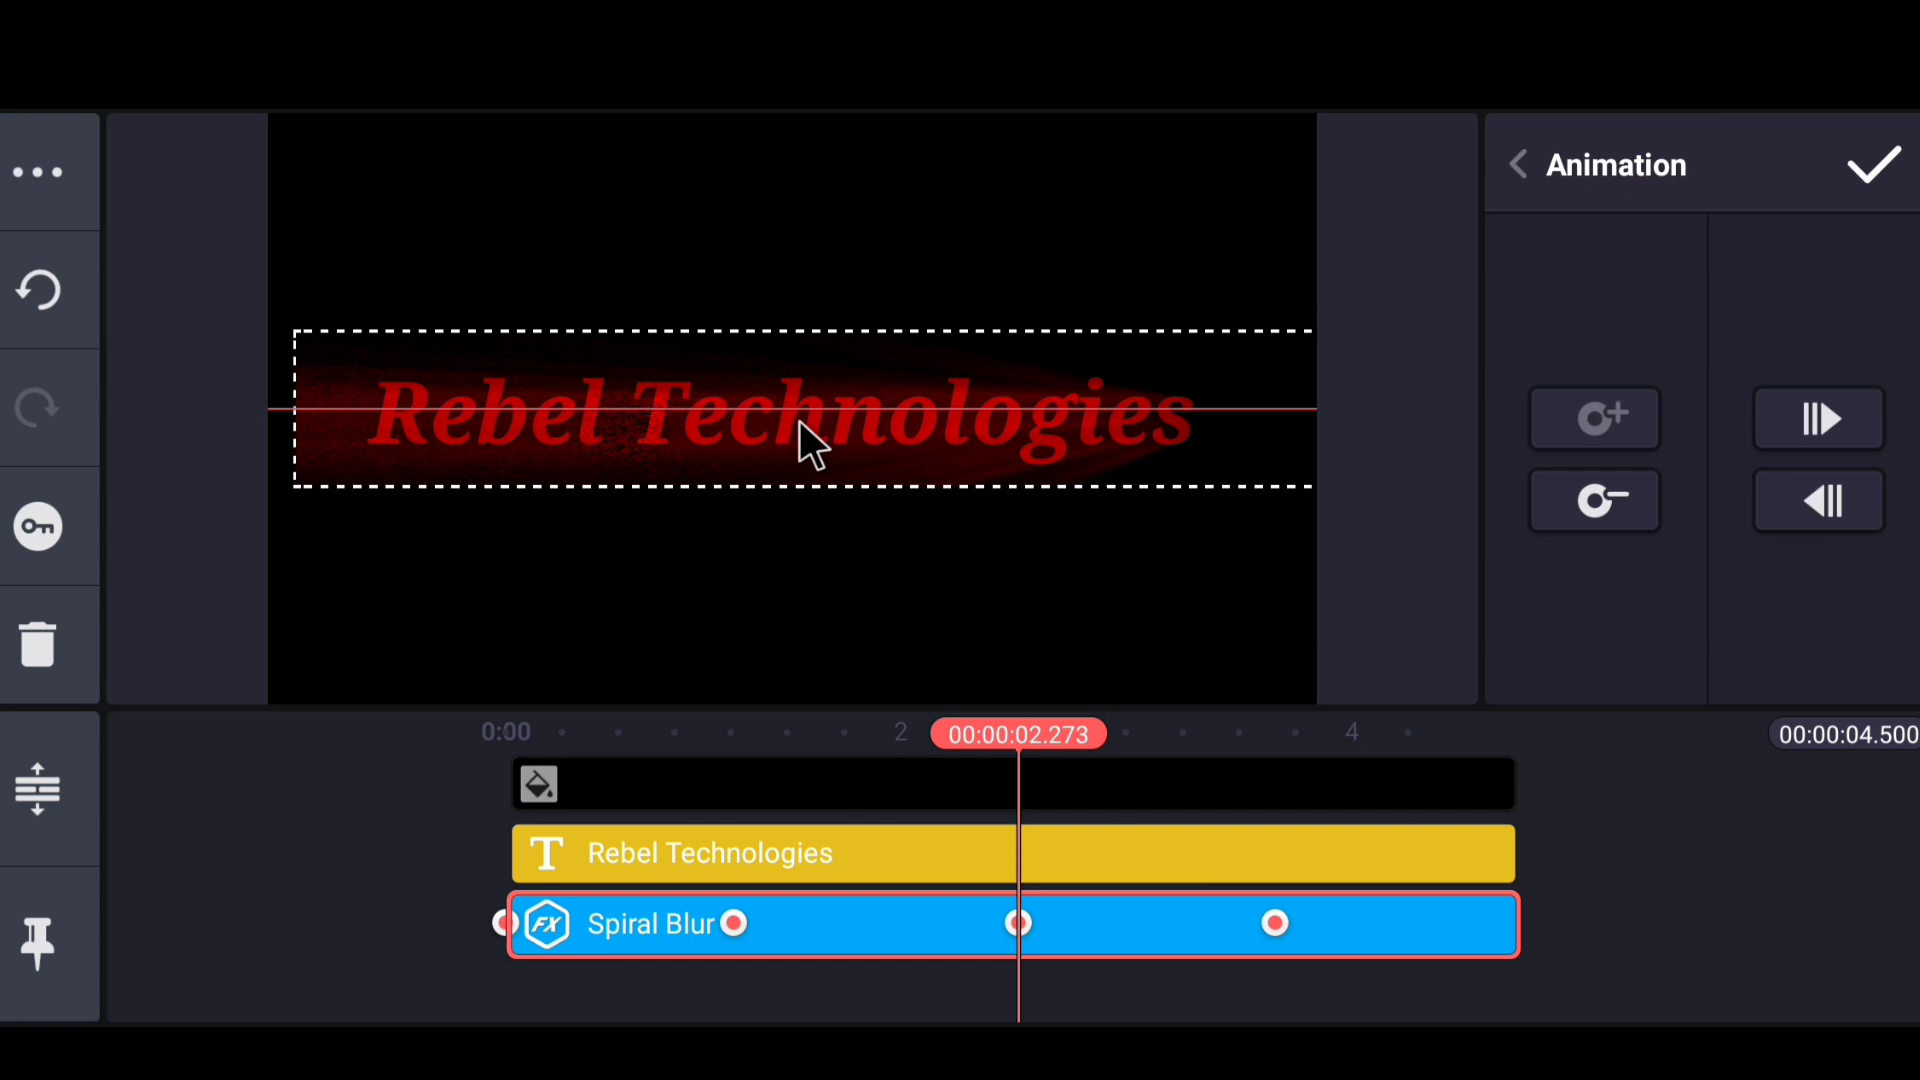 Animation
Rebel Technologies
0:00
2
00:00:02.273
4
00:00:04.500
T Rebel Technologies
FX Spiral Blur